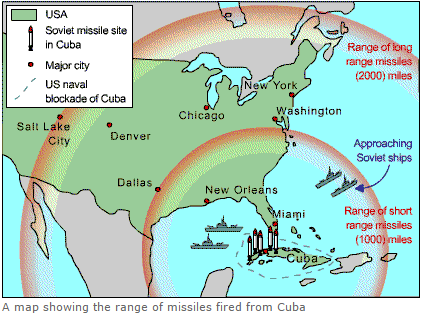 USA
Soviet missile site
in Cuba
Major city
US naval
blockade of Cuba
Range of long
range missiles
(2000) miles
New York
Washington
Chicago
Salt Lake
City
Denver
Approaching
Soviet ships
Dallas
New Orleans
Miami
Range of short
range missiles
(1000) miles
Cuba
A map showing the range of missiles fired from Cuba